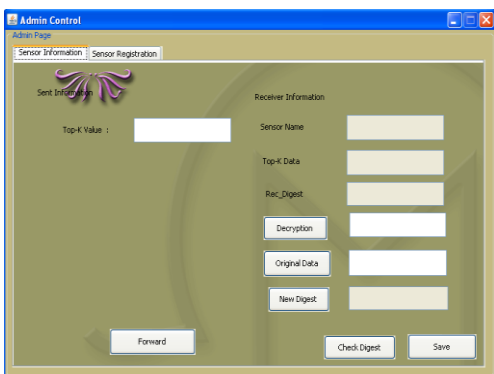 Admin Control
Admin Page
Sensor Information Sensor Registration
Sent Information
Receiver Information
Top-K Value :
Sensor Name
Top-K Data
Rec_Digest
Decryption
Original Data
New Digest
Forward
Check Digest
Save